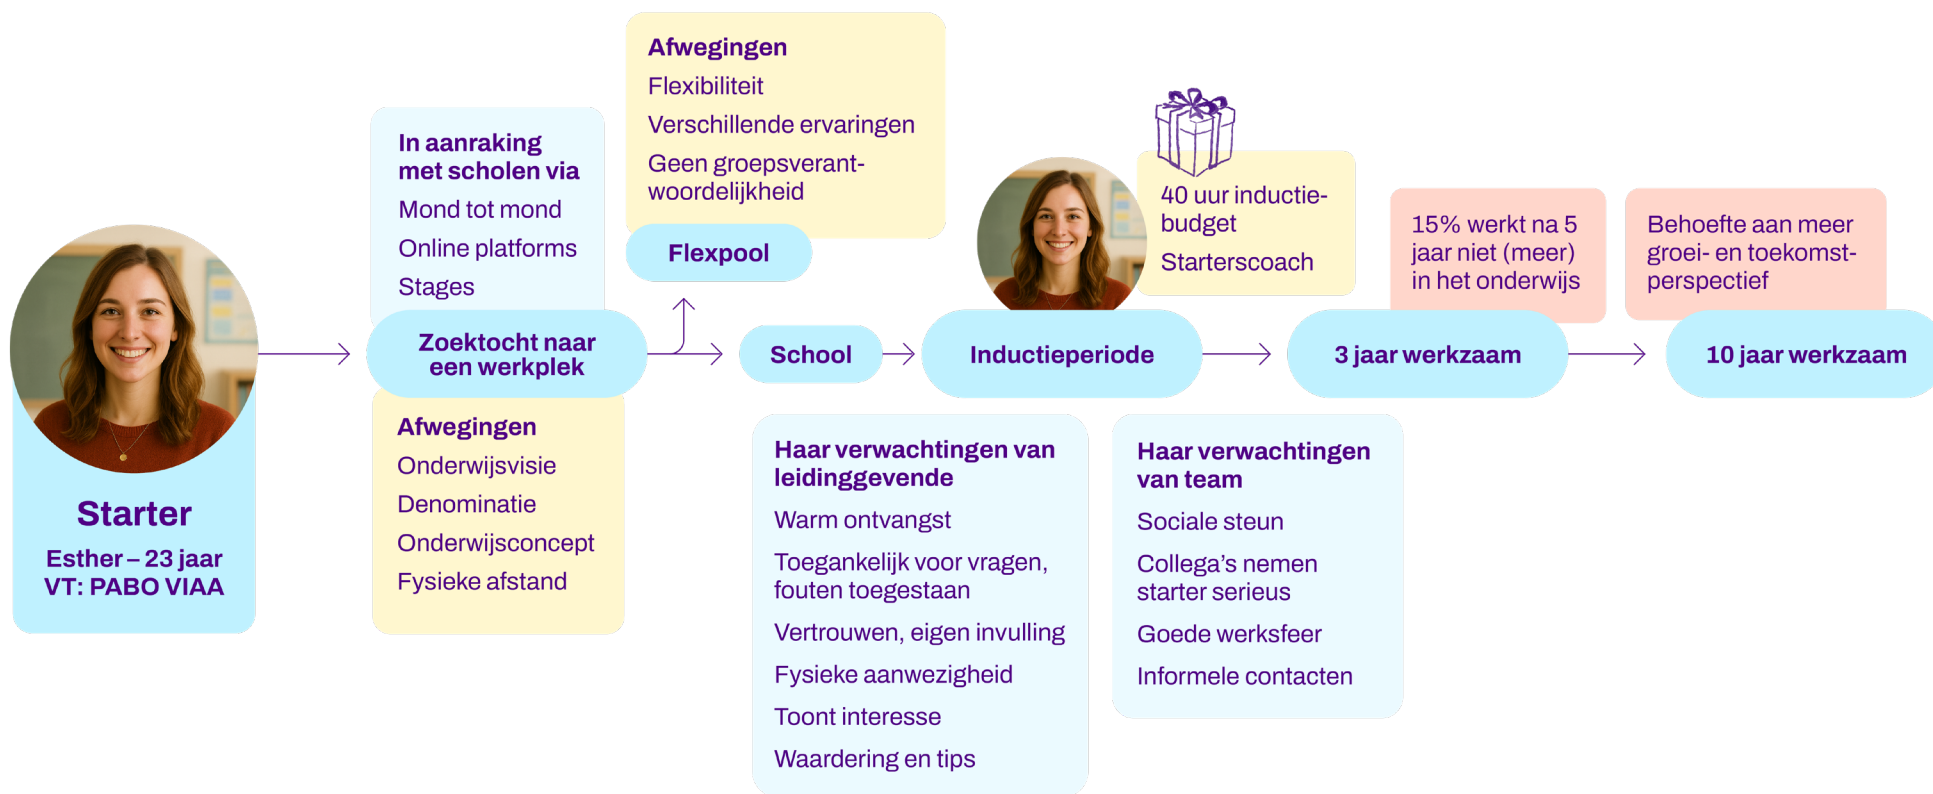 Starter
Esther – 23 jaar
VT: PABO VIAA
In aanraking
met scholen via
Mond tot mond
Online platforms
Stages
Zoektocht naar
een werkplek
Afwegingen
Onderwijsvisie
Denominatie
Onderwijsconcept
Fysieke afstand
Afwegingen
Flexibiliteit
Verschillende ervaringen
Geen groepsverant-
woordelijkheid
Flexpool
School
Inductieperiode
40 uur inductie-
budget
Starterscoach
Haar verwachtingen van
leidinggevende
Warm ontvangst
Toegankelijk voor vragen,
fouten toegestaan
Vertrouwen, eigen invulling
Fysieke aanwezigheid
Toont interesse
Waardering en tips
Haar verwachtingen
van team
Sociale steun
Collega’s nemen
starter serieus
Goede werksfeer
Informele contacten
15% werkt na 5
jaar niet (meer)
in het onderwijs
3 jaar werkzaam
Behoefte aan meer
groei- en toekomst-
perspectief
10 jaar werkzaam